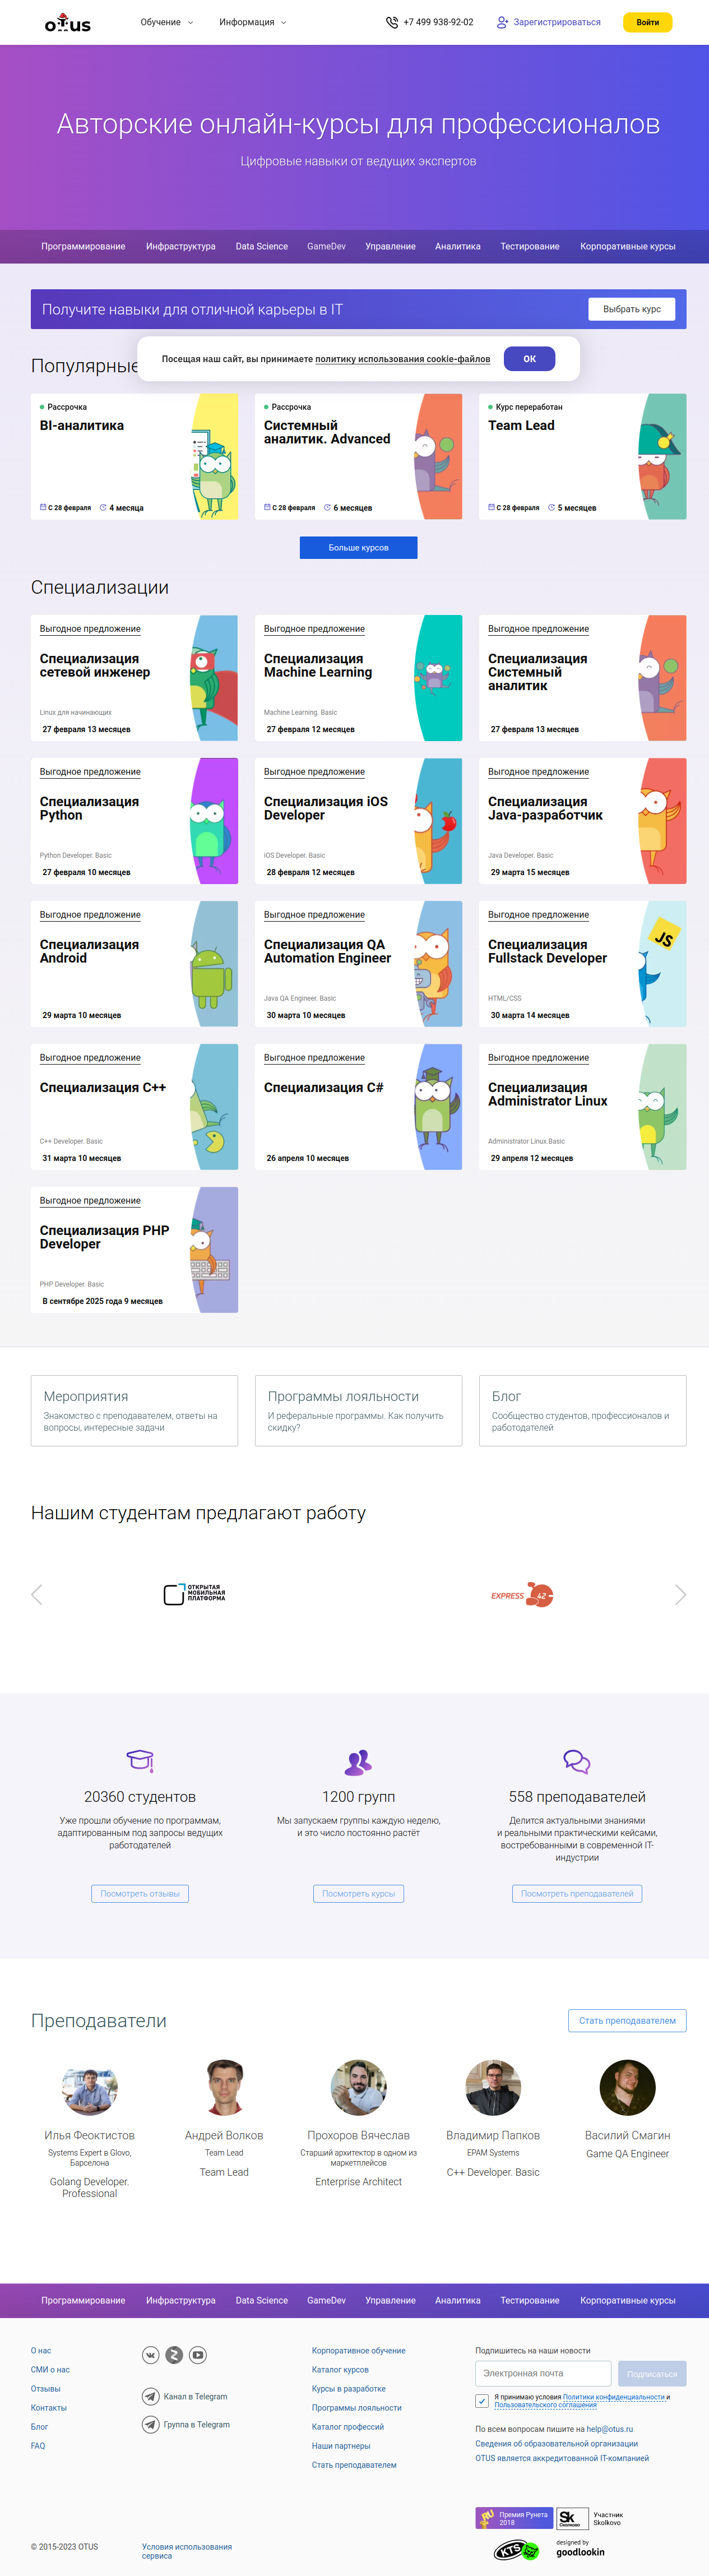 otus
Обучение
Информация
+7 499 938-92-02
Зарегистрироваться
Войти
Авторские онлайн-курсы для профессионалов
Цифровые навыки от ведущих экспертов
Программирование
Инфраструктура
Data Science
GameDev
Управление
Аналитика
Тестирование
Корпоративные курсы
Получите навыки для отличной карьеры в IT
Выбрать курс
Популярные
Посещая наш сайт, вы принимаете политику использования cookie-файлов
OK
Рассрочка
BI-аналитика
С 28 февраля
4 месяца
Рассрочка
Системный
аналитик. Advanced
С 28 февраля
6 месяцев
Курс переработан
Team Lead
С 28 февраля
5 месяцев
Больше курсов
Специализации
Выгодное предложение
Специализация
сетевой инженер
Linux для начинающих
27 февраля 13 месяцев
Выгодное предложение
Специализация
Machine Learning
Machine Learning. Basic
27 февраля 12 месяцев
Выгодное предложение
Специализация
Системный
аналитик
27 февраля 13 месяцев
Выгодное предложение
Специализация
Python
Python Developer. Basic
27 февраля 10 месяцев
Выгодное предложение
Специализация iOS
Developer
iOS Developer. Basic
28 февраля 12 месяцев
Выгодное предложение
Специализация
Java-разработчик
Java Developer. Basic
29 марта 15 месяцев
Выгодное предложение
Специализация
Android
29 марта 10 месяцев
Выгодное предложение
Специализация QA
Automation Engineer
Java QA Engineer. Basic
30 марта 10 месяцев
Выгодное предложение
Специализация
Fullstack Developer
HTML/CSS
30 марта 14 месяцев
JS
Выгодное предложение
Специализация C++
C++ Developer. Basic
31 марта 10 месяцев
Выгодное предложение
Специализация C#
26 апреля 10 месяцев
Выгодное предложение
Специализация
Administrator Linux
Administrator Linux.Basic
29 апреля 12 месяцев
Выгодное предложение
Специализация PHP
Developer
PHP Developer. Basic
В сентябре 2025 года 9 месяцев
Мероприятия
Знакомство с преподавателем, ответы на
вопросы, интересные задачи
Программы лояльности
И реферальные программы. Как получить
скидку?
Блог
Сообщество студентов, профессионалов и
работодателей
Нашим студентам предлагают работу
ОТКРЫТАЯ
МОБИЛЬНАЯ
ПЛАТФОРМА
EXPRESS 42
20360 студентов
Уже прошли обучение по программам,
адаптированным под запросы ведущих
работодателей
Посмотреть отзывы
1200 групп
Мы запускаем группы каждую неделю,
и это число постоянно растёт
Посмотреть курсы
558 преподавателей
Делится актуальными знаниями
и реальными практическими кейсами,
востребованными в современной IT-
индустрии
Посмотреть преподавателей
Преподаватели
Стать преподавателем
Илья Феоктистов
Systems Expert в Glovo,
Барселона
Golang Developer.
Professional
Андрей Волков
Team Lead
Team Lead
Прохоров Вячеслав
Старший архитектор в одном из
маркетплейсов
Enterprise Architect
Владимир Папков
EPAM Systems
C++ Developer. Basic
Василий Смагин
Game QA Engineer
Программирование
Инфраструктура
Data Science
GameDev
Управление
Аналитика
Тестирование
Корпоративные курсы
О нас
СМИ о нас
Отзывы
Контакты
Блог
FAQ
Канал в Telegram
Группа в Telegram
Корпоративное обучение
Каталог курсов
Курсы в разработке
Программы лояльности
Каталог профессий
Наши партнеры
Стать преподавателем
Подпишитесь на наши новости
Электронная почта
Подписаться
Я принимаю условия Политики конфиденциальности и
Пользовательского соглашения
По всем вопросам пишите на help@otus.ru
Сведения об образовательной организации
OTUS является аккредитованной IT-компанией
Премия Рунета
2018
Sk
Сколково
Участник
Skolkovo
© 2015-2023 OTUS
Условия использования
сервиса
KTS
designed by
goodlookin